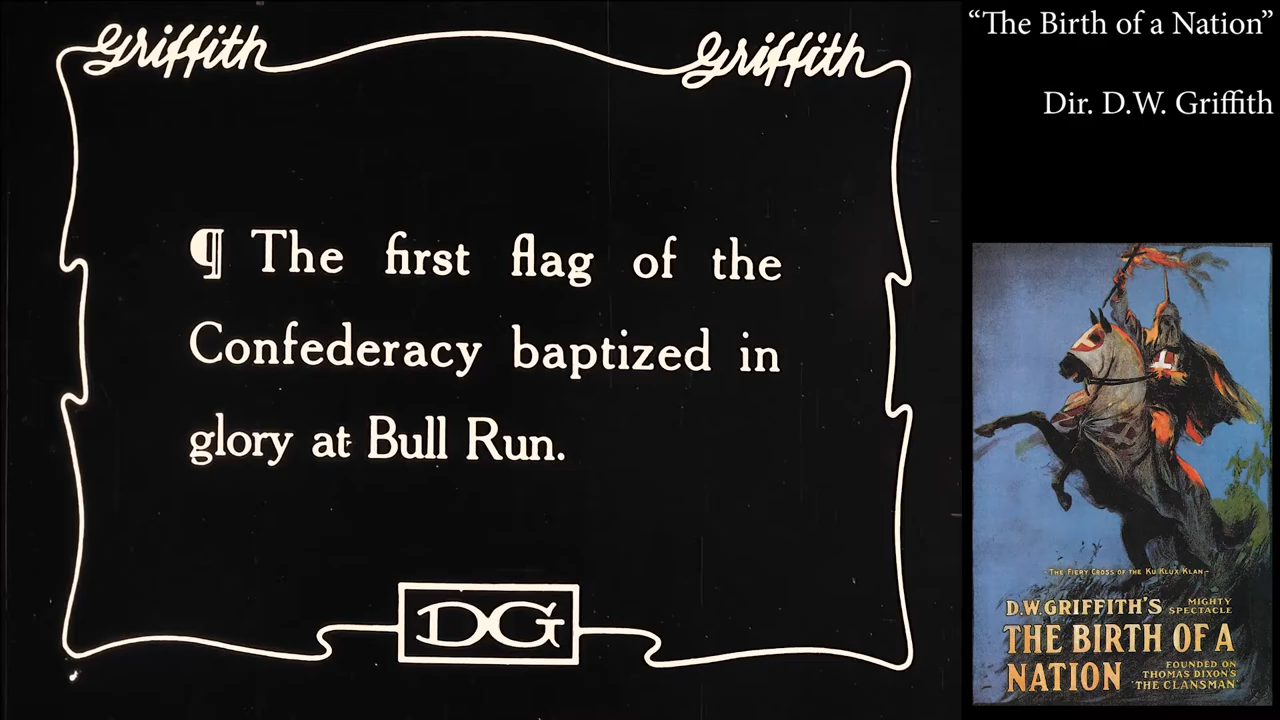 Griffith Griffith
¶ The first flag of the
Confederacy baptized in
glory at Bull Run.
DG
“The Birth of a Nation”
Dir. D.W. Griffith
-THE FIERY CROSS OF THE KU KLUX KLAN-
D.W. GRIFFITH'S MIGHTY SPECTACLE
THE BIRTH OF A
NATION
FOUNDED ON
THOMAS DIXON'S
"THE CLANSMAN"